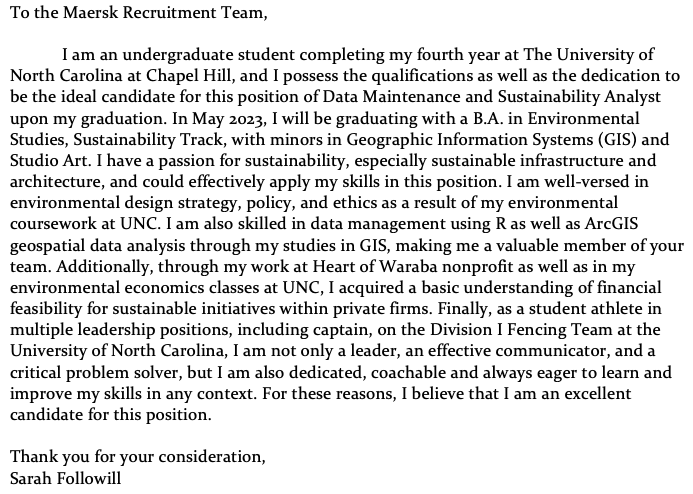 To the Maersk Recruitment Team,
I am an undergraduate student completing my fourth year at The University of
North Carolina at Chapel Hill, and I possess the qualifications as well as the dedication to
be the ideal candidate for this position of Data Maintenance and Sustainability Analyst
upon my graduation. In May 2023, I will be graduating with a B.A. in Environmental
Studies, Sustainability Track, with minors in Geographic Information Systems (GIS) and
Studio Art. I have a passion for sustainability, especially sustainable infrastructure and
architecture, and could effectively apply my skills in this position. I am well-versed in
environmental design strategy, policy, and ethics as a result of my environmental
coursework at UNC. I am also skilled in data management using R as well as ArcGIS
geospatial data analysis through my studies in GIS, making me a valuable member of your
team. Additionally, through my work at Heart of Waraba nonprofit as well as in my
environmental economics classes at UNC, I acquired a basic understanding of financial
feasibility for sustainable initiatives within private firms. Finally, as a student athlete in
multiple leadership positions, including captain, on the Division I Fencing Team at the
University of North Carolina, I am not only a leader, an effective communicator, and a
critical problem solver, but I am also dedicated, coachable and always eager to learn and
improve my skills in any context. For these reasons, I believe that I am an excellent
candidate for this position.
Thank you for your consideration,
Sarah Followill